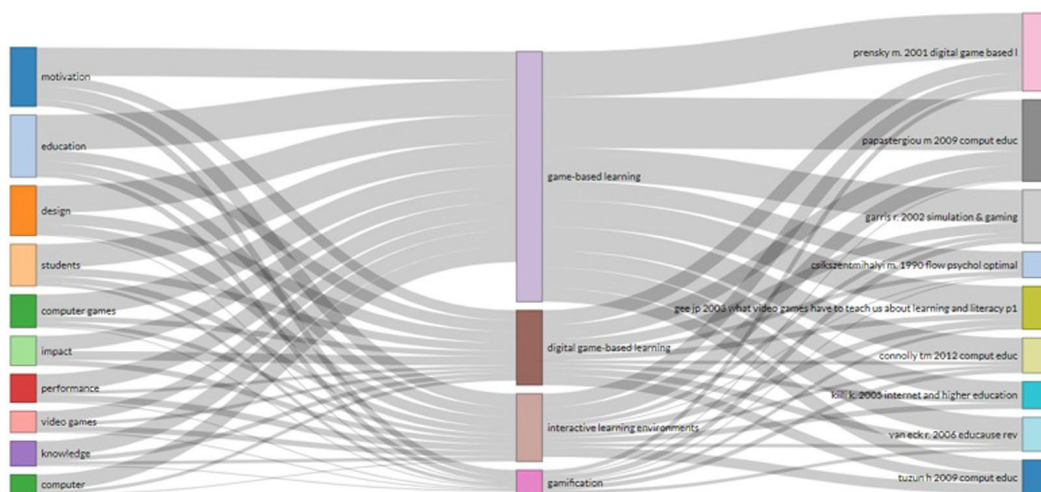 motivation
education
design
students
computer games
impact
performance
video games
knowledge
computer
game-based learning
digital game-based learning
interactive learning environments
gamification
prensky m. 2001 digital game based l
papastergiou m 2009 comput educ
garris r. 2002 simulation & gaming
csikszentmihalyi m. 1990 flow psychol optimal
gee jp 2003 what video games have to teach us about learning and literacy p1
connolly tm 2012 comput educ
kiili k. 2005 internet and higher education
van eck r. 2006 educause rev
tuzun h 2009 comput educ